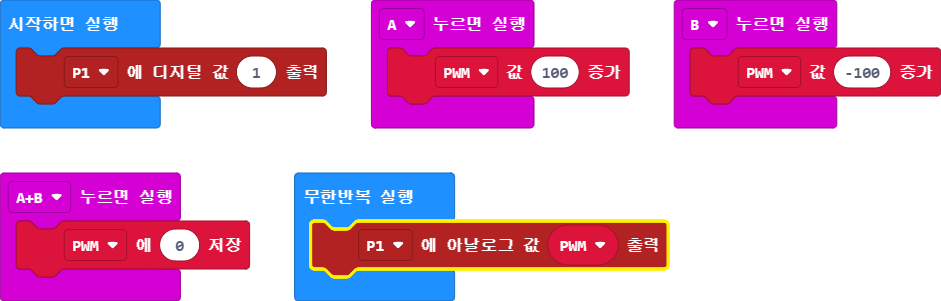 시작하면 실행
P1 에 디지털 값 1 출력
A 누르면 실행
PWM 값 100 증가
B 누르면 실행
PWM 값 -100 증가
A+B 누르면 실행
PWM 에 0 저장
무한반복 실행
P1 에 아날로그 값 PWM 출력